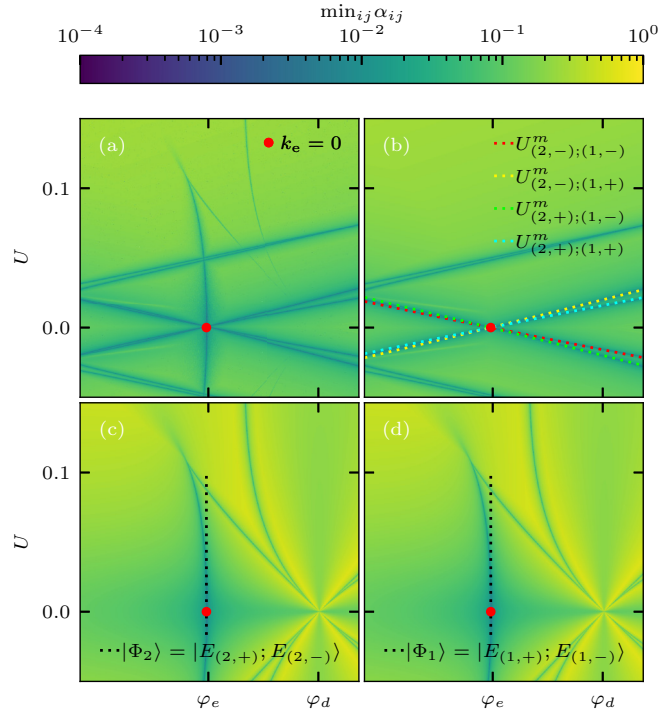 min_{ij} α_{ij}
10^{-4} 10^{-3} 10^{-2} 10^{-1} 10^{0}
(a) k_e = 0
(b) U^m_{(2,-);(1,-)}
U^m_{(2,-);(1,+)}
U^m_{(2,+);(1,-)}
U^m_{(2,+);(1,+)}
0.1
U
0.0
(c) (d)
0.1
U
0.0
|Φ_2⟩ = |E_{(2,+)}; E_{(2,-)}⟩ |Φ_1⟩ = |E_{(1,+)}; E_{(1,-)}⟩
φ_e φ_d φ_e φ_d